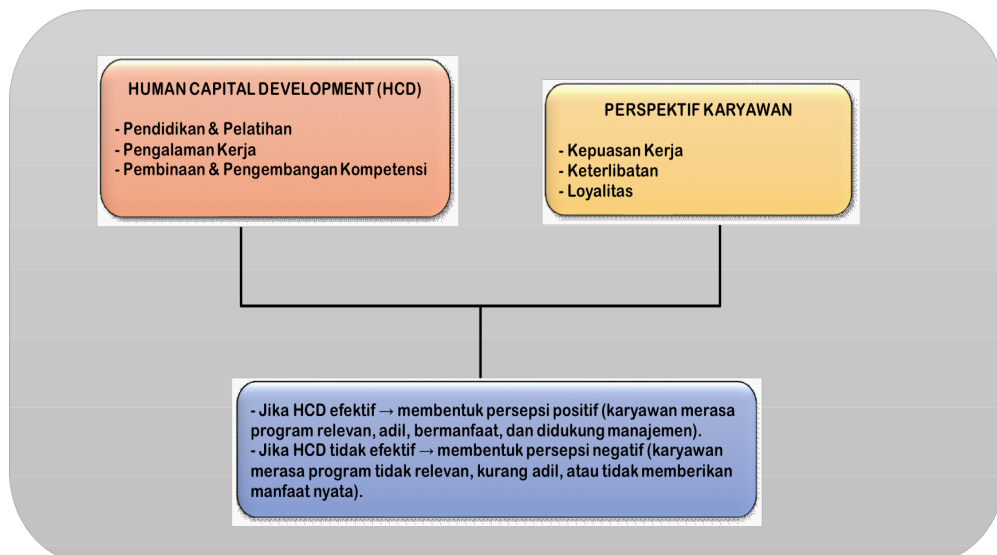 HUMAN CAPITAL DEVELOPMENT (HCD)
- Pendidikan & Pelatihan
- Pengalaman Kerja
- Pembinaan & Pengembangan Kompetensi
PERSPEKTIF KARYAWAN
- Kepuasan Kerja
- Keterlibatan
- Loyalitas
- Jika HCD efektif → membentuk persepsi positif (karyawan merasa
program relevan, adil, bermanfaat, dan didukung manajemen).
- Jika HCD tidak efektif → membentuk persepsi negatif (karyawan
merasa program tidak relevan, kurang adil, atau tidak memberikan
manfaat nyata).